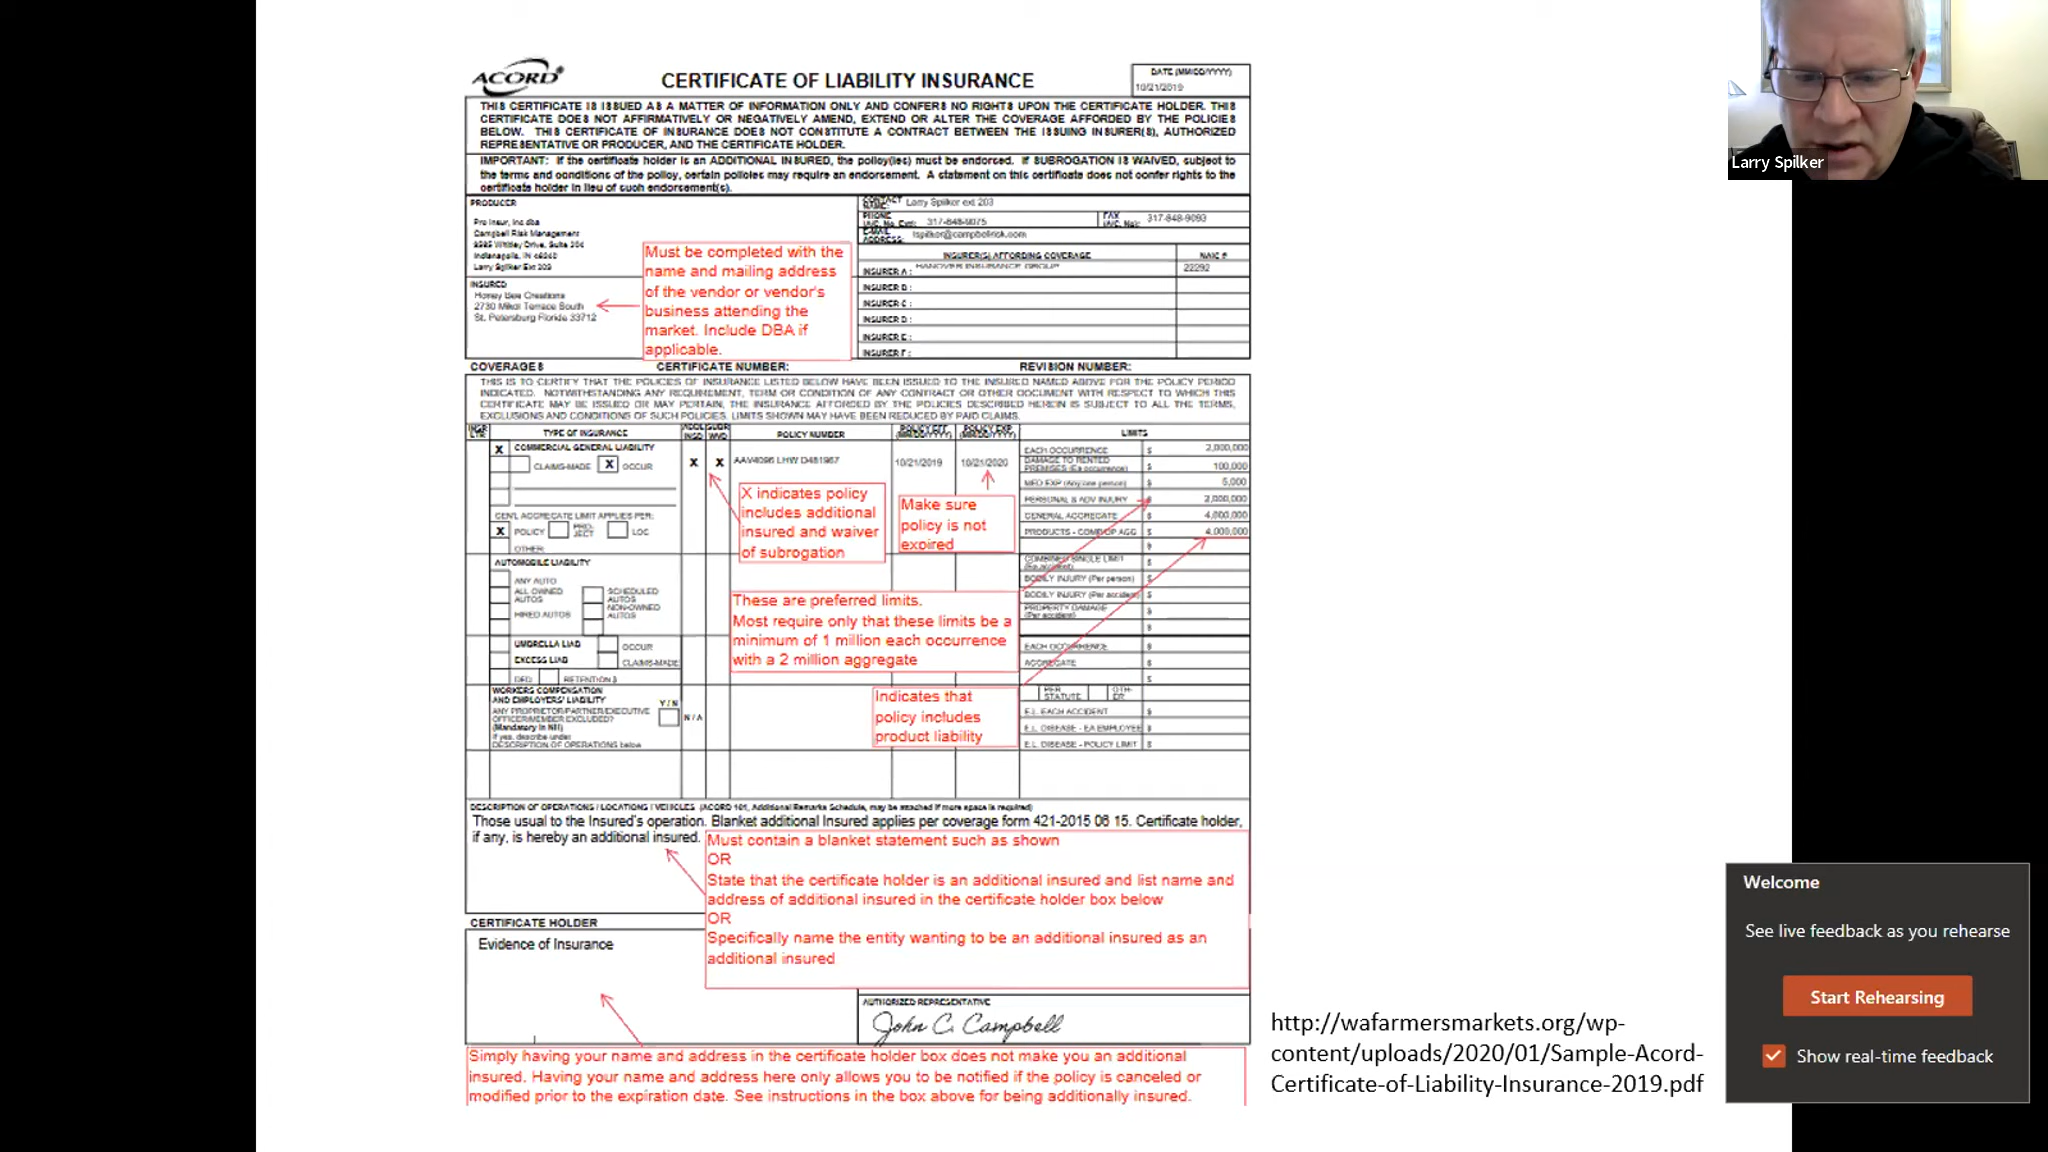 ACORD®
CERTIFICATE OF LIABILITY INSURANCE
DATE (MM/DD/YYYY)
10/21/2019
THIS CERTIFICATE IS ISSUED AS A MATTER OF INFORMATION ONLY AND CONFERS NO RIGHTS UPON THE CERTIFICATE HOLDER. THIS
CERTIFICATE DOES NOT AFFIRMATIVELY OR NEGATIVELY AMEND, EXTEND OR ALTER THE COVERAGE AFFORDED BY THE POLICIES
BELOW. THIS CERTIFICATE OF INSURANCE DOES NOT CONSTITUTE A CONTRACT BETWEEN THE ISSUING INSURER(S), AUTHORIZED
REPRESENTATIVE OR PRODUCER, AND THE CERTIFICATE HOLDER.
IMPORTANT: If the certificate holder is an ADDITIONAL INSURED, the policy(ies) must be endorsed. If SUBROGATION IS WAIVED, subject to
the terms and conditions of the policy, certain policies may require an endorsement. A statement on this certificate does not confer rights to the
certificate holder in lieu of such endorsement(s).
PRODUCER
Pro Insur, Inc dba
Campbell Risk Management
Whitley Drive, Suite 204
Indianapolis, IN
Larry Spilker Ext 203
CONTACT NAME: Larry Spilker ext 203
PHONE (A/C, No, Ext): 317-848-9075
FAX (A/C, No): 317-848-9093
E-MAIL ADDRESS: lspilker@campbellrisk.com
INSURER(S) AFFORDING COVERAGE
NAIC #
INSURER A : HANOVER INSURANCE GROUP
22292
INSURER B :
INSURER C :
INSURER D :
INSURER E :
INSURER F :
INSURED
Honey Bee Creations
2730 Mikol Terrace South
St. Petersburg Florida 33712
Must be completed with the
name and mailing address
of the vendor or vendor's
business attending the
market. Include DBA if
applicable.
COVERAGES
CERTIFICATE NUMBER:
REVISION NUMBER:
THIS IS TO CERTIFY THAT THE POLICIES OF INSURANCE LISTED BELOW HAVE BEEN ISSUED TO THE INSURED NAMED ABOVE FOR THE POLICY PERIOD
INDICATED. NOTWITHSTANDING ANY REQUIREMENT, TERM OR CONDITION OF ANY CONTRACT OR OTHER DOCUMENT WITH RESPECT TO WHICH THIS
CERTIFICATE MAY BE ISSUED OR MAY PERTAIN, THE INSURANCE AFFORDED BY THE POLICIES DESCRIBED HEREIN IS SUBJECT TO ALL THE TERMS,
EXCLUSIONS AND CONDITIONS OF SUCH POLICIES. LIMITS SHOWN MAY HAVE BEEN REDUCED BY PAID CLAIMS.
INSR LTR
TYPE OF INSURANCE
ADDL INSD
SUBR WVD
POLICY NUMBER
POLICY EFF (MM/DD/YYYY)
POLICY EXP (MM/DD/YYYY)
LIMITS
X COMMERCIAL GENERAL LIABILITY
CLAIMS-MADE X OCCUR
X X
10/21/2019
10/21/2020
GEN'L AGGREGATE LIMIT APPLIES PER:
X POLICY PRO-JECT LOC
OTHER:
EACH OCCURRENCE $ 2,000,000
DAMAGE TO RENTED PREMISES (Ea occurrence) $ 100,000
MED EXP (Any one person) $ 5,000
PERSONAL & ADV INJURY $ 2,000,000
GENERAL AGGREGATE $ 4,000,000
PRODUCTS - COMP/OP AGG $ 4,000,000
$
X indicates policy
includes additional
insured and waiver
of subrogation
Make sure
policy is not
expired
AUTOMOBILE LIABILITY
ANY AUTO
ALL OWNED AUTOS
SCHEDULED AUTOS
HIRED AUTOS
NON-OWNED AUTOS
COMBINED SINGLE LIMIT (Ea accident) $
BODILY INJURY (Per person) $
BODILY INJURY (Per accident) $
PROPERTY DAMAGE (Per accident) $
$
These are preferred limits.
Most require only that these limits be a
minimum of 1 million each occurrence
with a 2 million aggregate
UMBRELLA LIAB OCCUR
EXCESS LIAB CLAIMS-MADE
DED RETENTION $
EACH OCCURRENCE $
AGGREGATE $
$
WORKERS COMPENSATION
AND EMPLOYERS' LIABILITY
Y / N
ANY PROPRIETOR/PARTNER/EXECUTIVE
OFFICER/MEMBER EXCLUDED?
N / A
(Mandatory in NH)
If yes, describe under
DESCRIPTION OF OPERATIONS below
PER STATUTE
OTH-ER
E.L. EACH ACCIDENT $
E.L. DISEASE - EA EMPLOYEE $
E.L. DISEASE - POLICY LIMIT $
Indicates that
policy includes
product liability
DESCRIPTION OF OPERATIONS / LOCATIONS / VEHICLES (ACORD 101, Additional Remarks Schedule, may be attached if more space is required)
Those usual to the Insured's operation. Blanket additional Insured applies per coverage form 421-2015 06 15. Certificate holder,
if any, is hereby an additional insured.
Must contain a blanket statement such as shown
OR
State that the certificate holder is an additional insured and list name and
address of additional insured in the certificate holder box below
OR
Specifically name the entity wanting to be an additional insured as an
additional insured
CERTIFICATE HOLDER
Evidence of Insurance
AUTHORIZED REPRESENTATIVE
John C. Campbell
Simply having your name and address in the certificate holder box does not make you an additional
insured. Having your name and address here only allows you to be notified if the policy is canceled or
modified prior to the expiration date. See instructions in the box above for being additionally insured.
http://wafarmersmarkets.org/wp-
content/uploads/2020/01/Sample-Acord-
Certificate-of-Liability-Insurance-2019.pdf
Larry Spilker
Welcome
See live feedback as you rehearse
Start Rehearsing
Show real-time feedback